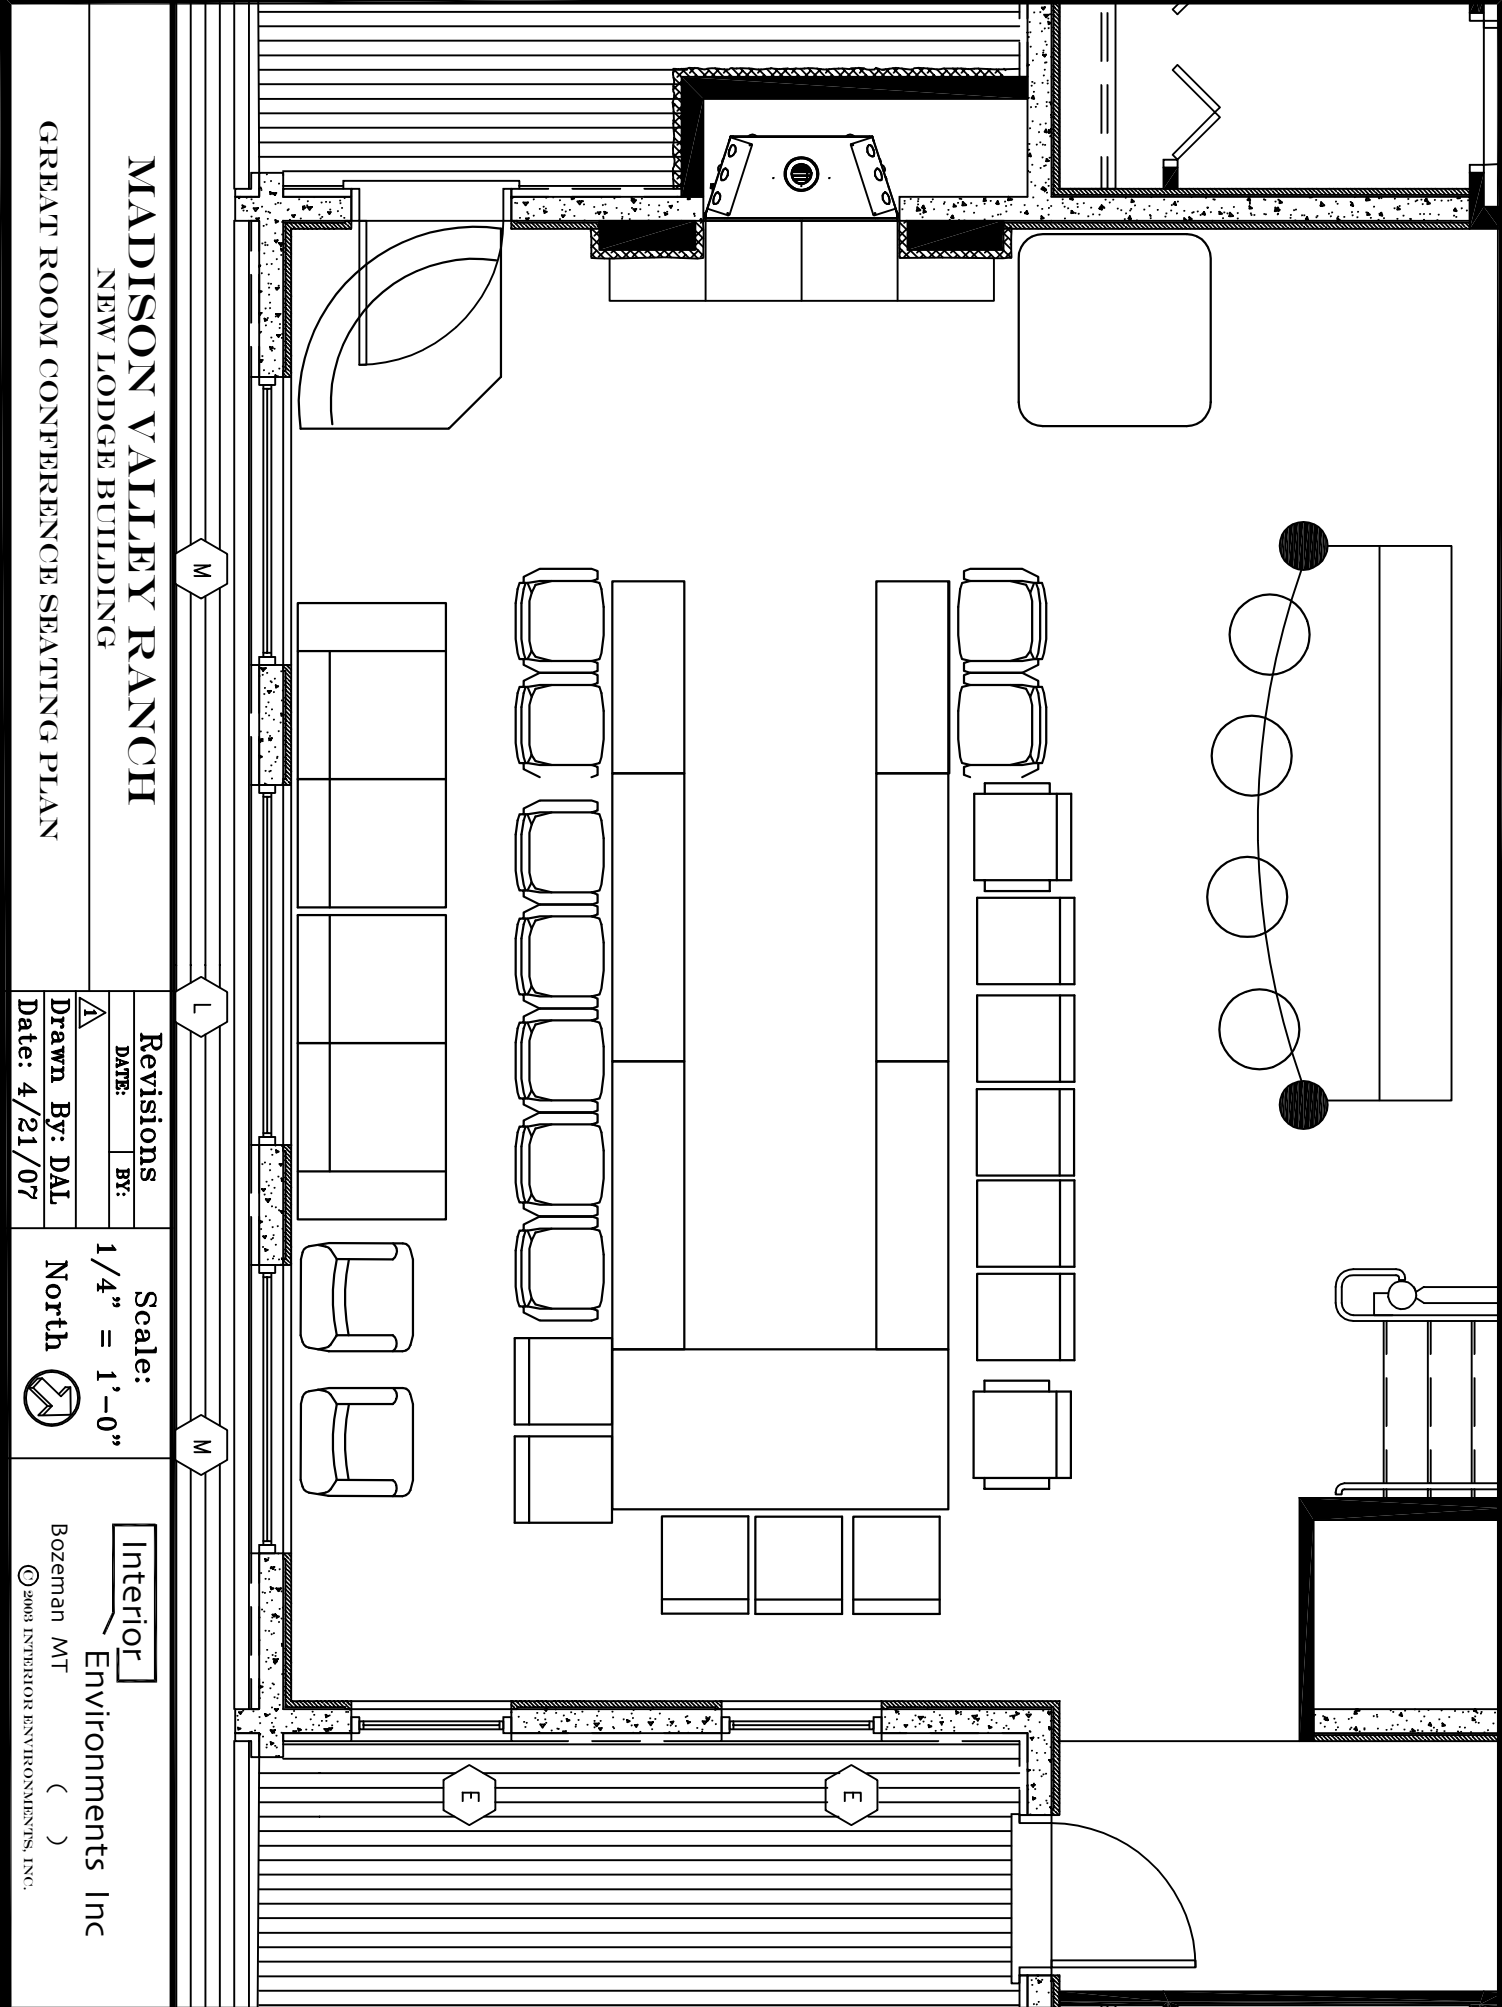 MADISON VALLEY RANCH
NEW LODGE BUILDING
GREAT ROOM CONFERENCE SEATING PLAN
Revisions
DATE: BY:
1
Drawn By: DAL
Date: 4/21/07
Scale:
1/4" = 1'-0"
North
Interior
Environments Inc
Bozeman MT ( )
© 2003 INTERIOR ENVIRONMENTS, INC.
M
L
M
E
E